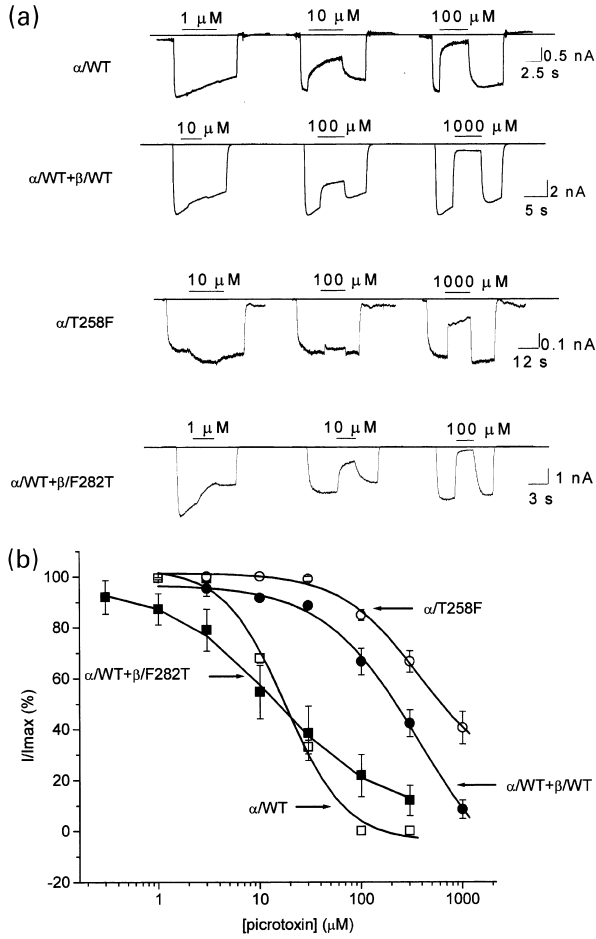 (a)
1 μM 10 μM 100 μM
α/WT
0.5 nA
2.5 s
10 μM 100 μM 1000 μM
α/WT+β/WT
2 nA
5 s
10 μM 100 μM 1000 μM
α/T258F
0.1 nA
12 s
1 μM 10 μM 100 μM
α/WT+β/F282T
1 nA
3 s
(b)
100
80
60
40
20
0
-20
I/Imax (%)
α/T258F
α/WT+β/F282T
α/WT
α/WT+β/WT
1 10 100 1000
[picrotoxin] (μM)